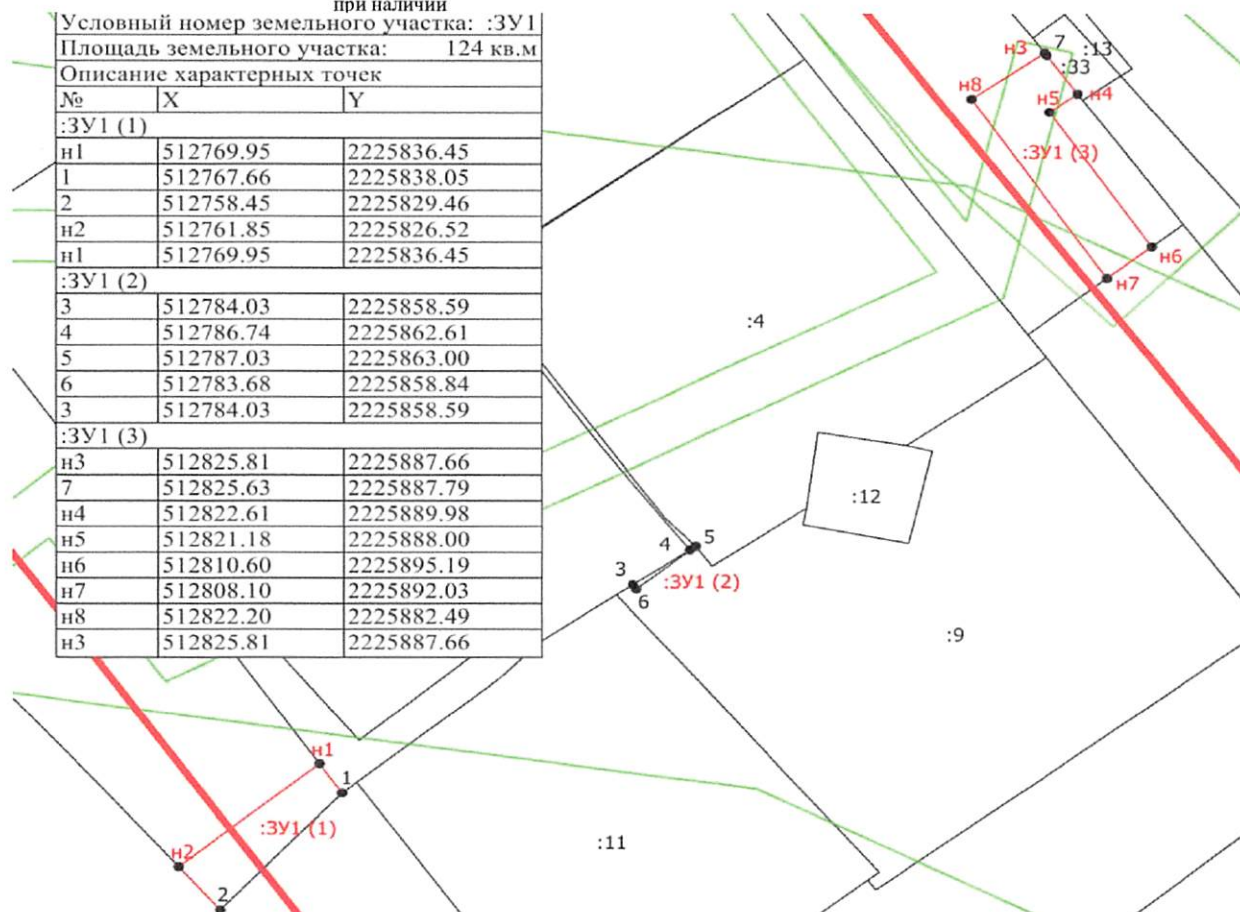 при наличии
Условный номер земельного участка: :ЗУ1
Площадь земельного участка: 124 кв.м
Описание характерных точек
№ X Y
:ЗУ1 (1)
н1 512769.95 2225836.45
1 512767.66 2225838.05
2 512758.45 2225829.46
н2 512761.85 2225826.52
н1 512769.95 2225836.45
:ЗУ1 (2)
3 512784.03 2225858.59
4 512786.74 2225862.61
5 512787.03 2225863.00
6 512783.68 2225858.84
3 512784.03 2225858.59
:ЗУ1 (3)
н3 512825.81 2225887.66
7 512825.63 2225887.79
н4 512822.61 2225889.98
н5 512821.18 2225888.00
н6 512810.60 2225895.19
н7 512808.10 2225892.03
н8 512822.20 2225882.49
н3 512825.81 2225887.66
н3 7 :13
:33
н8
н5 н4
:ЗУ1 (3)
н6
н7
:4
:12
5
4
3
:ЗУ1 (2)
6
:9
н1
1
:ЗУ1 (1)
:11
н2
2